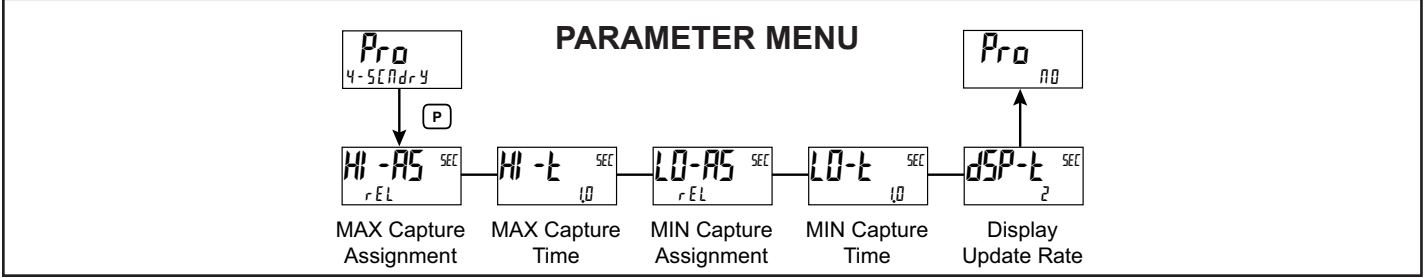 PARAMETER MENU
Pro
4-SCNdrY
P
Pro
NO
HI-AS SEC
rEL
HI-t SEC
1.0
LO-AS SEC
rEL
LO-t SEC
1.0
dSP-t SEC
2
MAX Capture
Assignment
MAX Capture
Time
MIN Capture
Assignment
MIN Capture
Time
Display
Update Rate